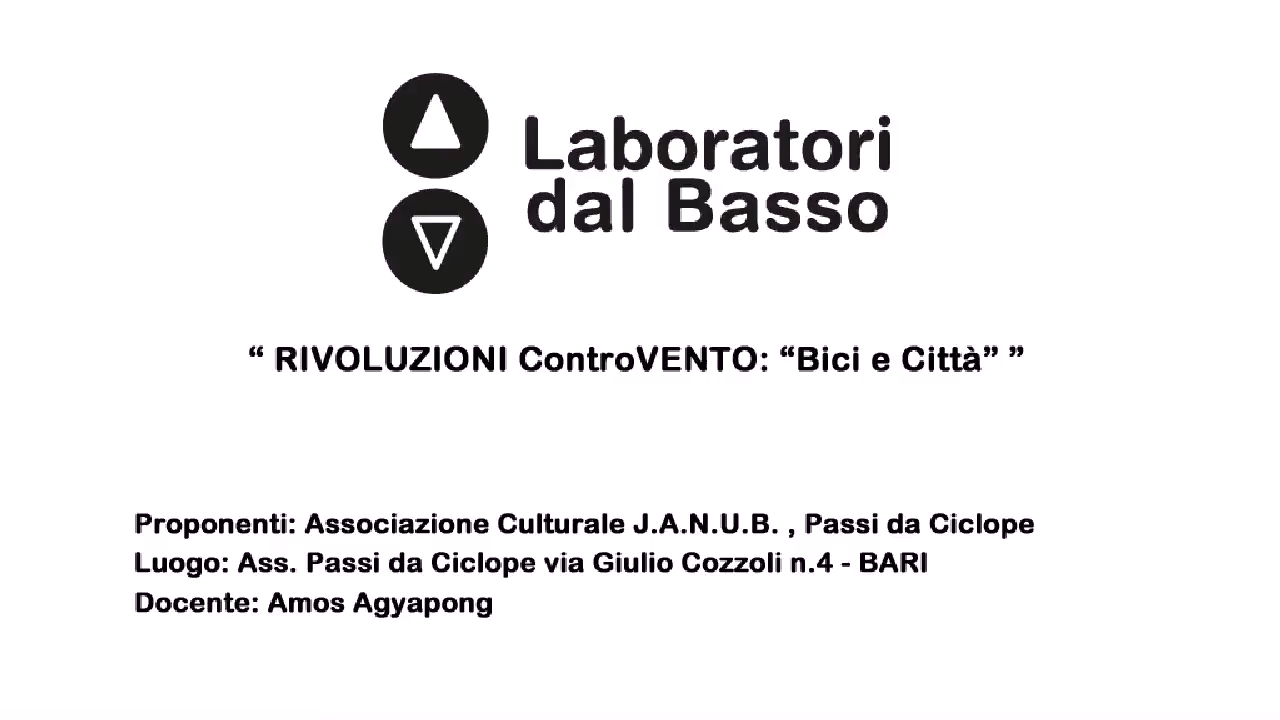 Laboratori
dal Basso
“ RIVOLUZIONI ControVENTO: “Bici e Città” ”
Proponenti: Associazione Culturale J.A.N.U.B. , Passi da Ciclope
Luogo: Ass. Passi da Ciclope via Giulio Cozzoli n.4 - BARI
Docente: Amos Agyapong